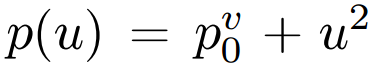 p(u) = p_0^v + u^2